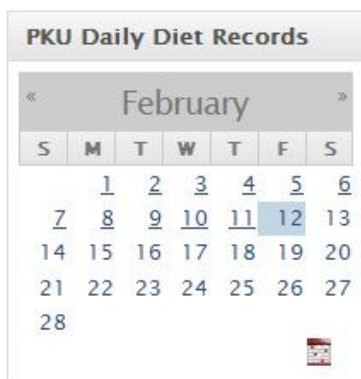 PKU Daily Diet Records
« February »
S M T W T F S
1 2 3 4 5 6
7 8 9 10 11 12 13
14 15 16 17 18 19 20
21 22 23 24 25 26 27
28